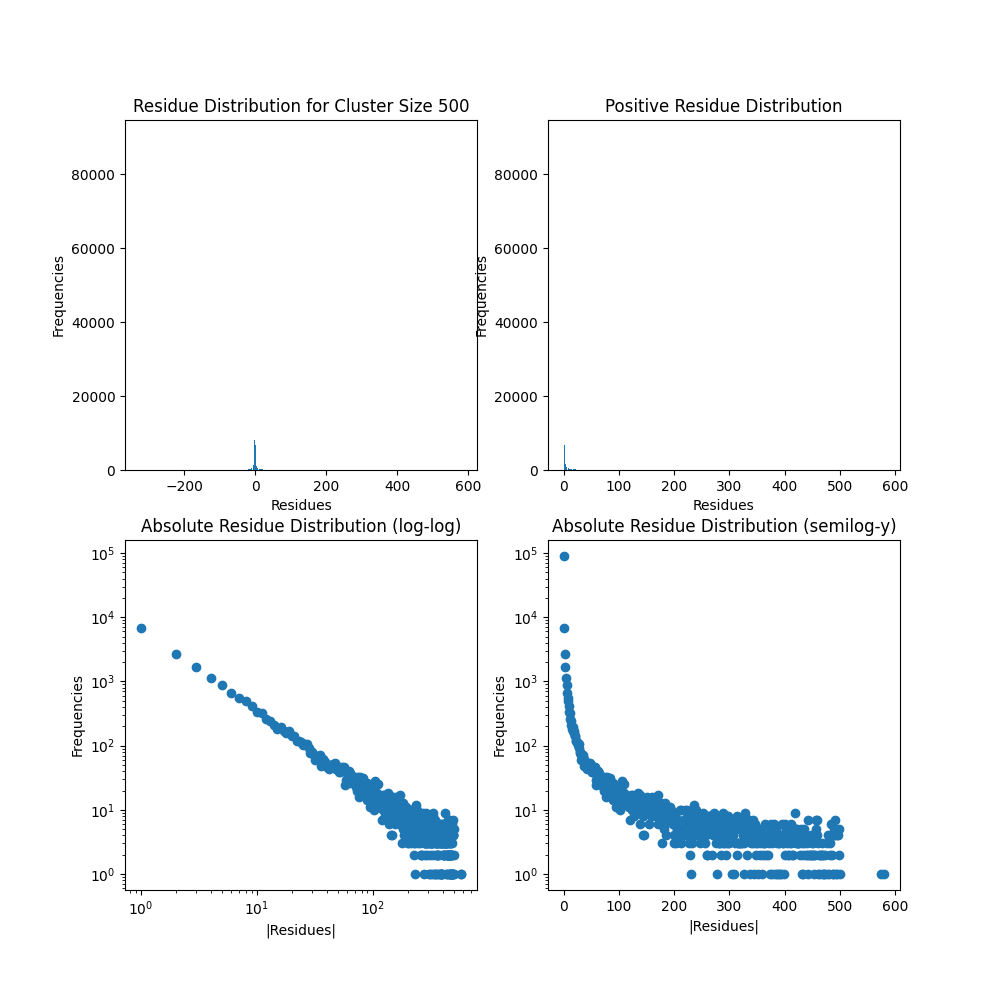 Residue Distribution for Cluster Size 500
Frequencies
80000
60000
40000
20000
0
−200 0 200 400 600
Residues
Positive Residue Distribution
Frequencies
80000
60000
40000
20000
0
0 100 200 300 400 500 600
Residues
Absolute Residue Distribution (log-log)
Frequencies
10^5
10^4
10^3
10^2
10^1
10^0
10^0 10^1 10^2
|Residues|
Absolute Residue Distribution (semilog-y)
Frequencies
10^5
10^4
10^3
10^2
10^1
10^0
0 100 200 300 400 500 600
|Residues|